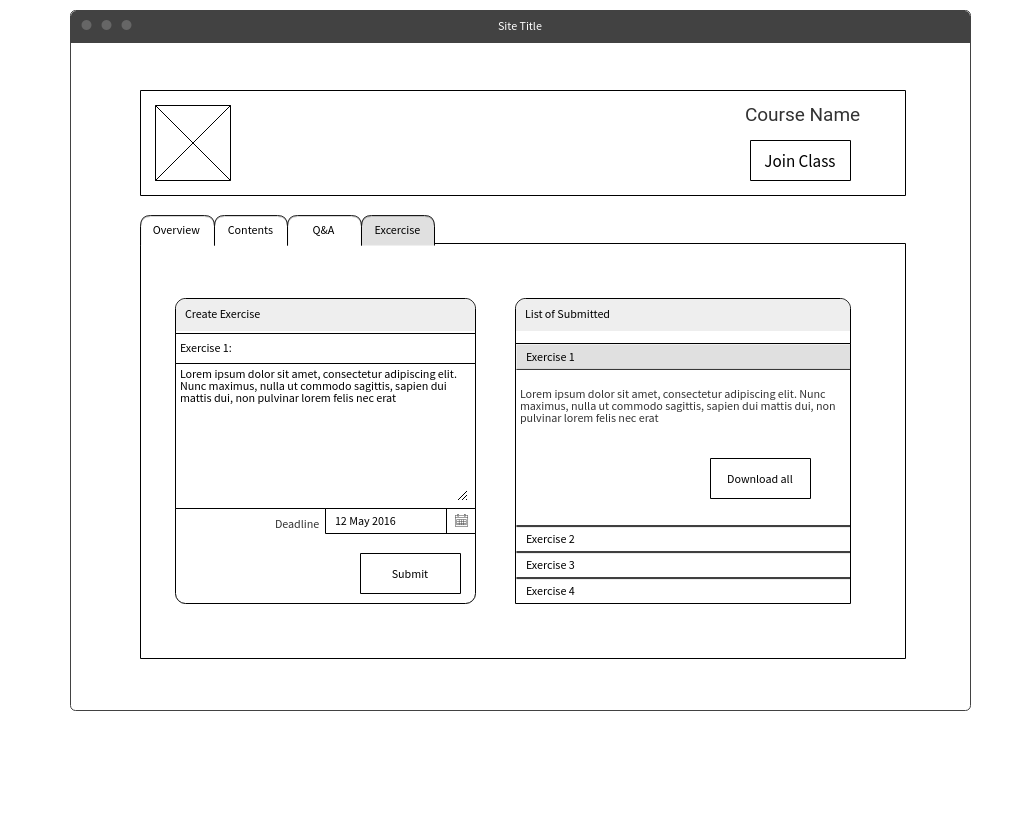 Site Title
Course Name
Join Class
Overview
Contents
Q&A
Excercise
Create Exercise
Exercise 1:
Lorem ipsum dolor sit amet, consectetur adipiscing elit.
Nunc maximus, nulla ut commodo sagittis, sapien dui
mattis dui, non pulvinar lorem felis nec erat
Deadline
12 May 2016
Submit
List of Submitted
Exercise 1
Lorem ipsum dolor sit amet, consectetur adipiscing elit. Nunc
maximus, nulla ut commodo sagittis, sapien dui mattis dui, non
pulvinar lorem felis nec erat
Download all
Exercise 2
Exercise 3
Exercise 4